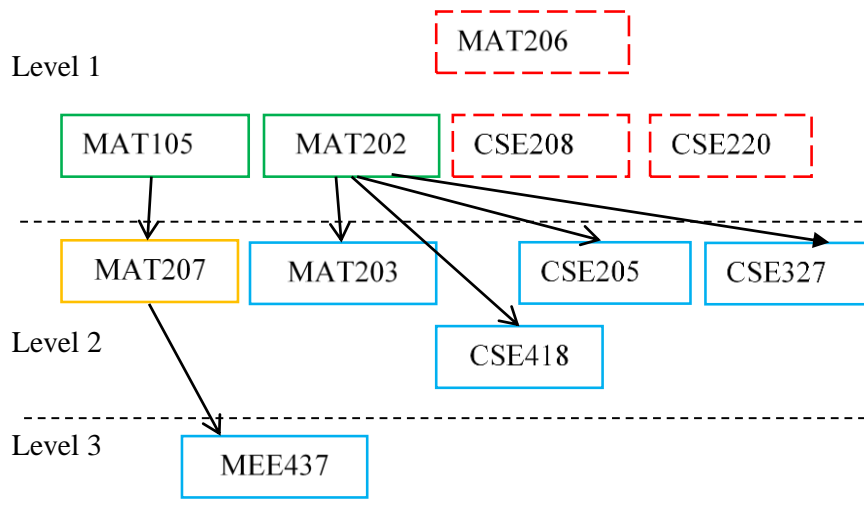 MAT206
Level 1
MAT105 MAT202 CSE208 CSE220
MAT207 MAT203 CSE205 CSE327
Level 2
CSE418
Level 3
MEE437